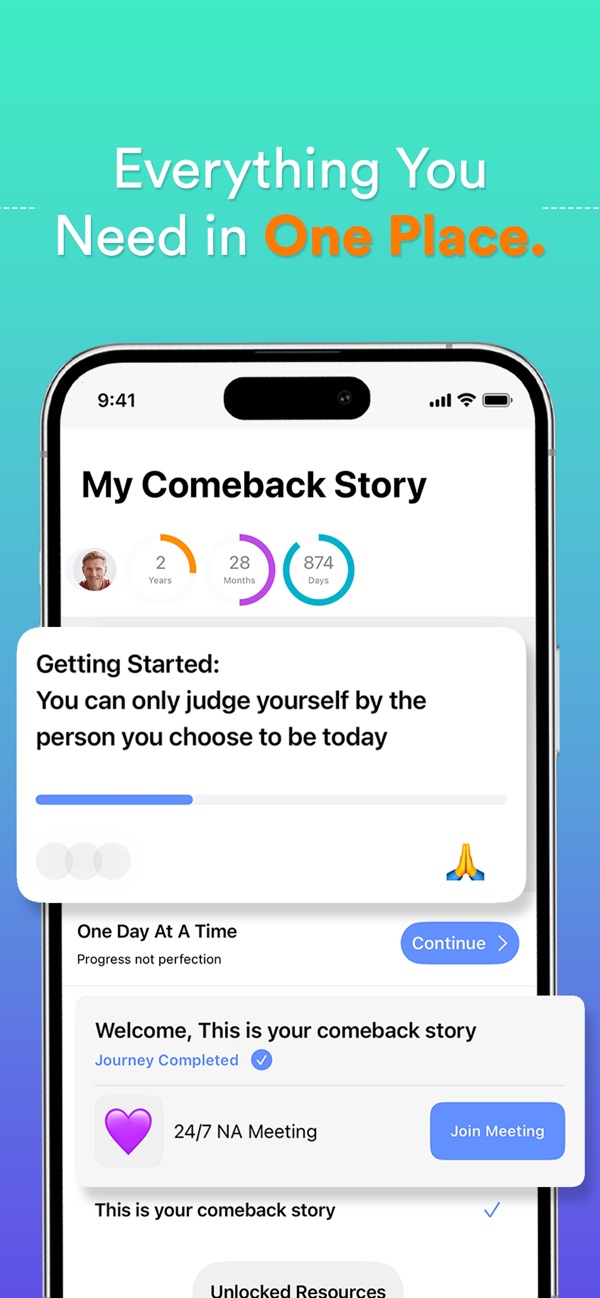 Everything You
Need in One Place.
9:41
My Comeback Story
2
Years
28
Months
874
Days
Getting Started:
You can only judge yourself by the
person you choose to be today
One Day At A Time
Progress not perfection
Continue
Welcome, This is your comeback story
Journey Completed
24/7 NA Meeting
Join Meeting
This is your comeback story
Unlocked Resources